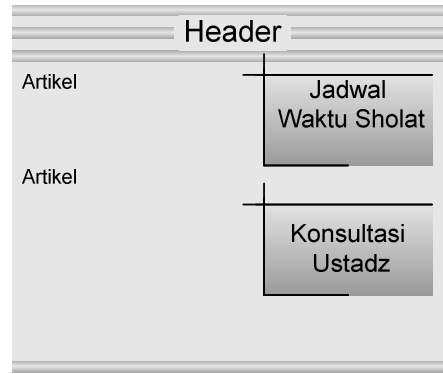 Header
Artikel
Jadwal
Waktu Sholat
Artikel
Konsultasi
Ustadz